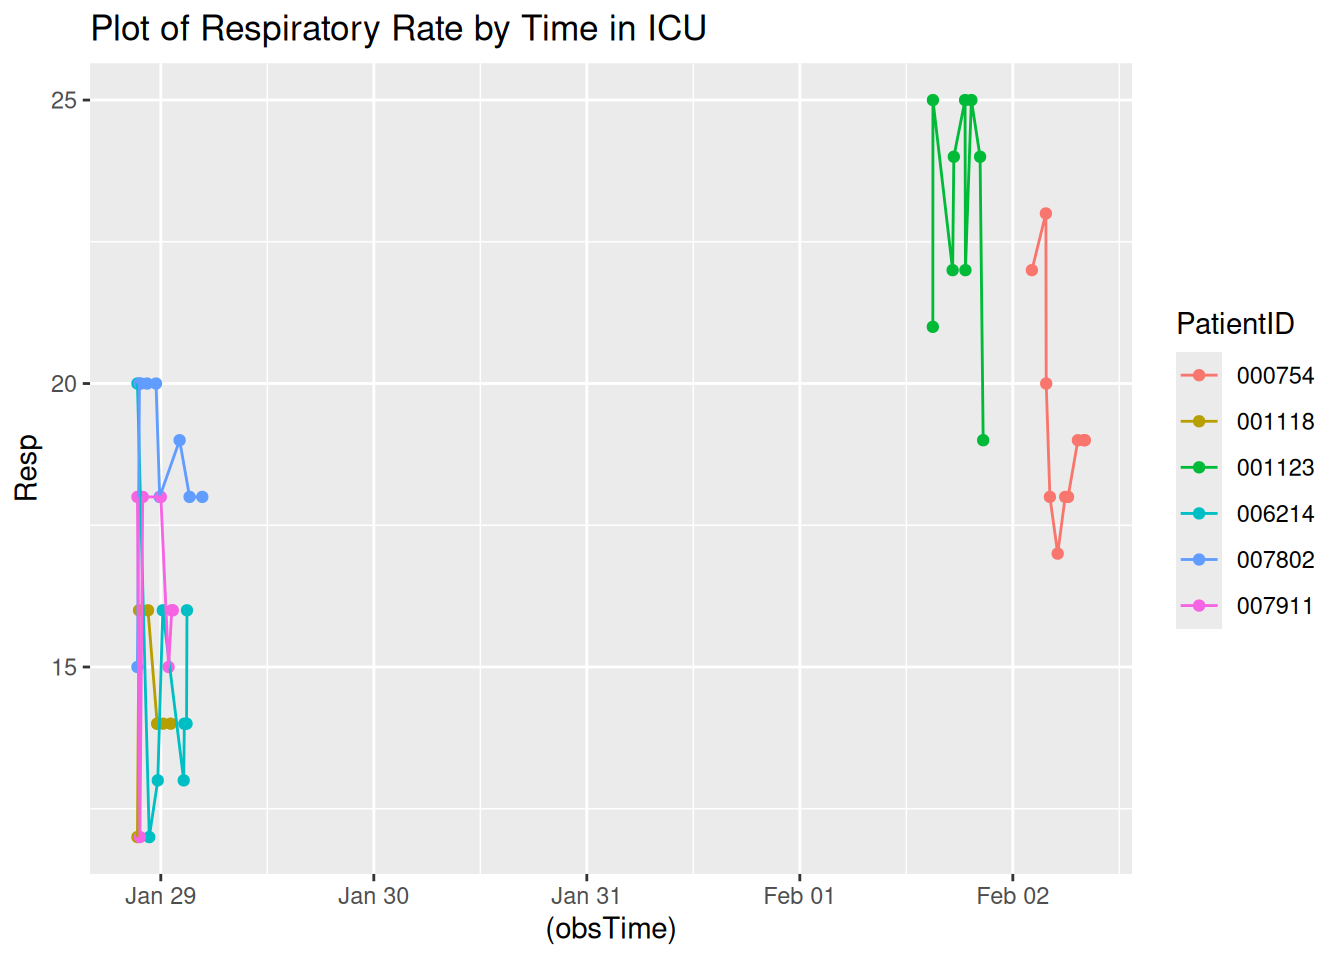 Plot of Respiratory Rate by Time in ICU
25
20
15
Resp
Jan 29
Jan 30
Jan 31
Feb 01
Feb 02
(obsTime)
PatientID
000754
001118
001123
006214
007802
007911